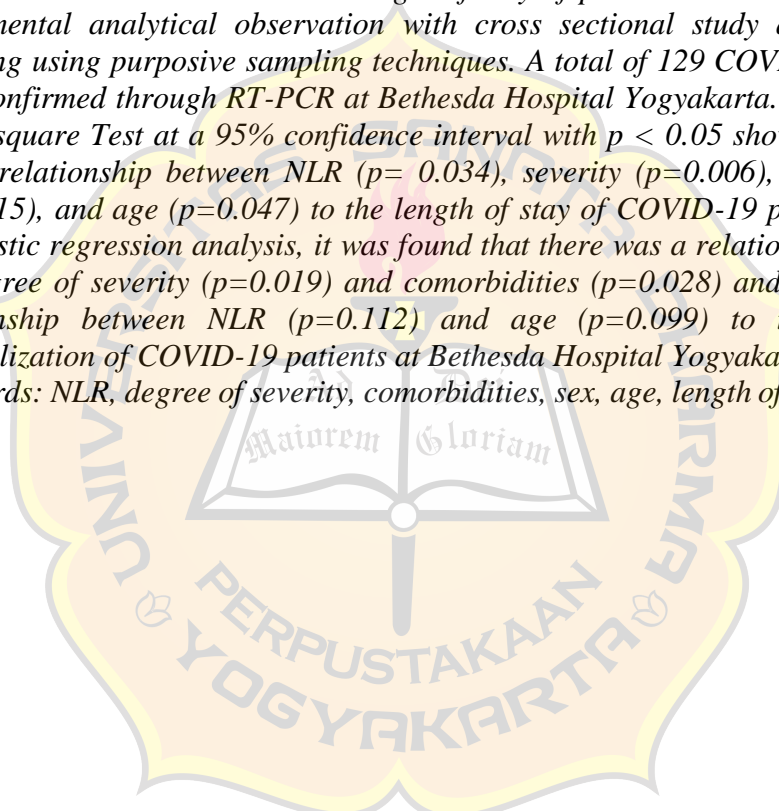 mental analytical observation with cross sectional study
ng using purposive sampling techniques. A total of 129 COVI
onfirmed through RT-PCR at Bethesda Hospital Yogyakarta.
square Test at a 95% confidence interval with p < 0.05 sho
relationship between NLR (p= 0.034), severity (p=0.006),
15), and age (p=0.047) to the length of stay of COVID-19 p
stic regression analysis, it was found that there was a relatio
ree of severity (p=0.019) and comorbidities (p=0.028) and
nship between NLR (p=0.112) and age (p=0.099) to
lization of COVID-19 patients at Bethesda Hospital Yogyaka
rds: NLR, degree of severity, comorbidities, sex, age, length of
UNIVERSITAS SANATA DHARMA
Ad Dei
Maiorem Gloriam
PERPUSTAKAAN
YOGYAKARTA